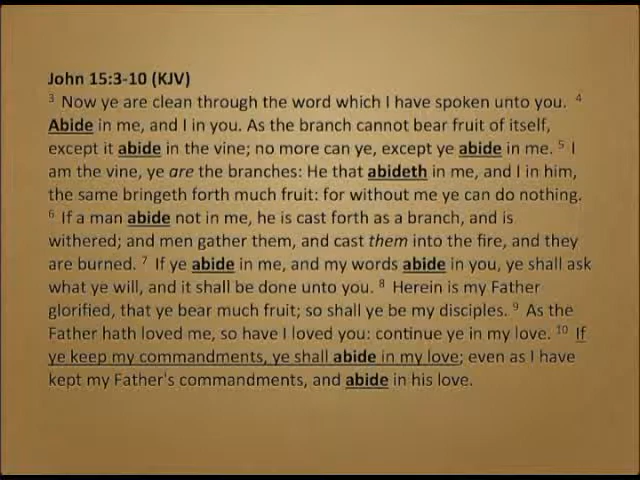 John 15:3-10 (KJV)
3 Now ye are clean through the word which I have spoken unto you. 4
Abide in me, and I in you. As the branch cannot bear fruit of itself,
except it abide in the vine; no more can ye, except ye abide in me. 5 I
am the vine, ye are the branches: He that abideth in me, and I in him,
the same bringeth forth much fruit: for without me ye can do nothing.
6 If a man abide not in me, he is cast forth as a branch, and is
withered; and men gather them, and cast them into the fire, and they
are burned. 7 If ye abide in me, and my words abide in you, ye shall ask
what ye will, and it shall be done unto you. 8 Herein is my Father
glorified, that ye bear much fruit; so shall ye be my disciples. 9 As the
Father hath loved me, so have I loved you: continue ye in my love. 10 If
ye keep my commandments, ye shall abide in my love; even as I have
kept my Father's commandments, and abide in his love.